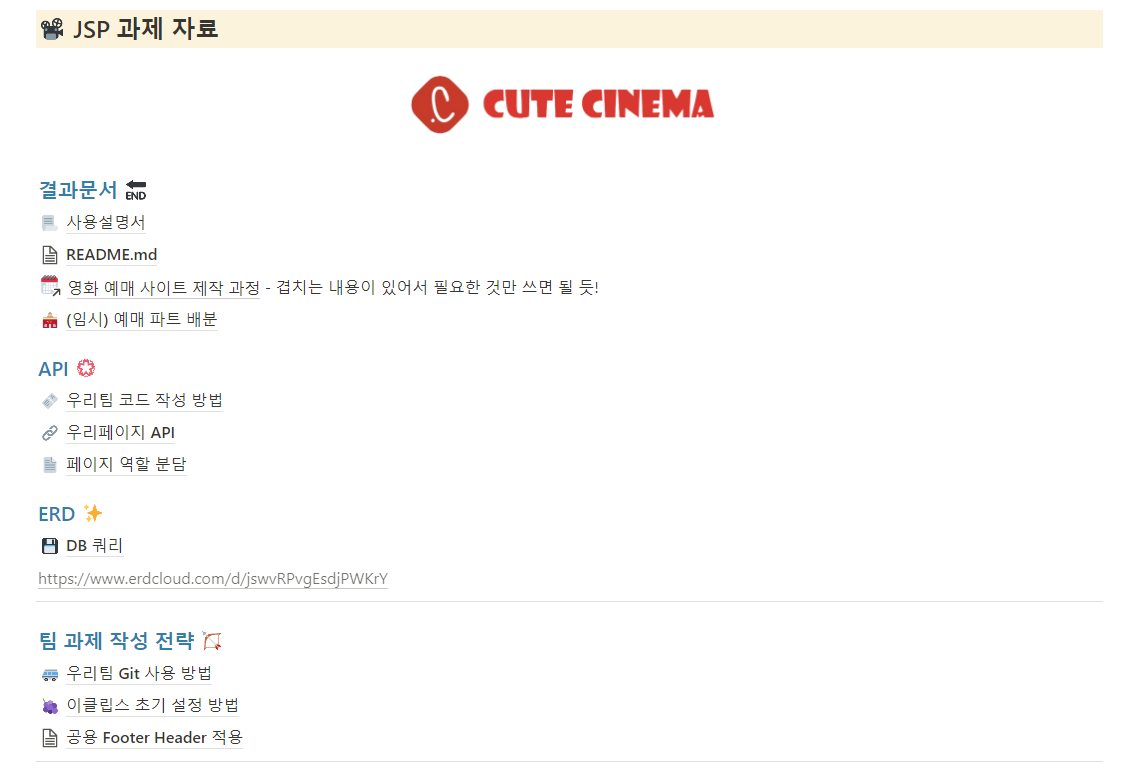 JSP 과제 자료
CUTE CINEMA
결과문서 END
사용설명서
README.md
영화 예매 사이트 제작 과정 - 겹치는 내용이 있어서 필요한 것만 쓰면 될 듯!
(임시) 예매 파트 배분
API
우리팀 코드 작성 방법
우리페이지 API
페이지 역할 분담
ERD
DB 쿼리
https://www.erdcloud.com/d/jswvRPvgEsdjPWKrY
팀 과제 작성 전략
우리팀 Git 사용 방법
이클립스 초기 설정 방법
공용 Footer Header 적용